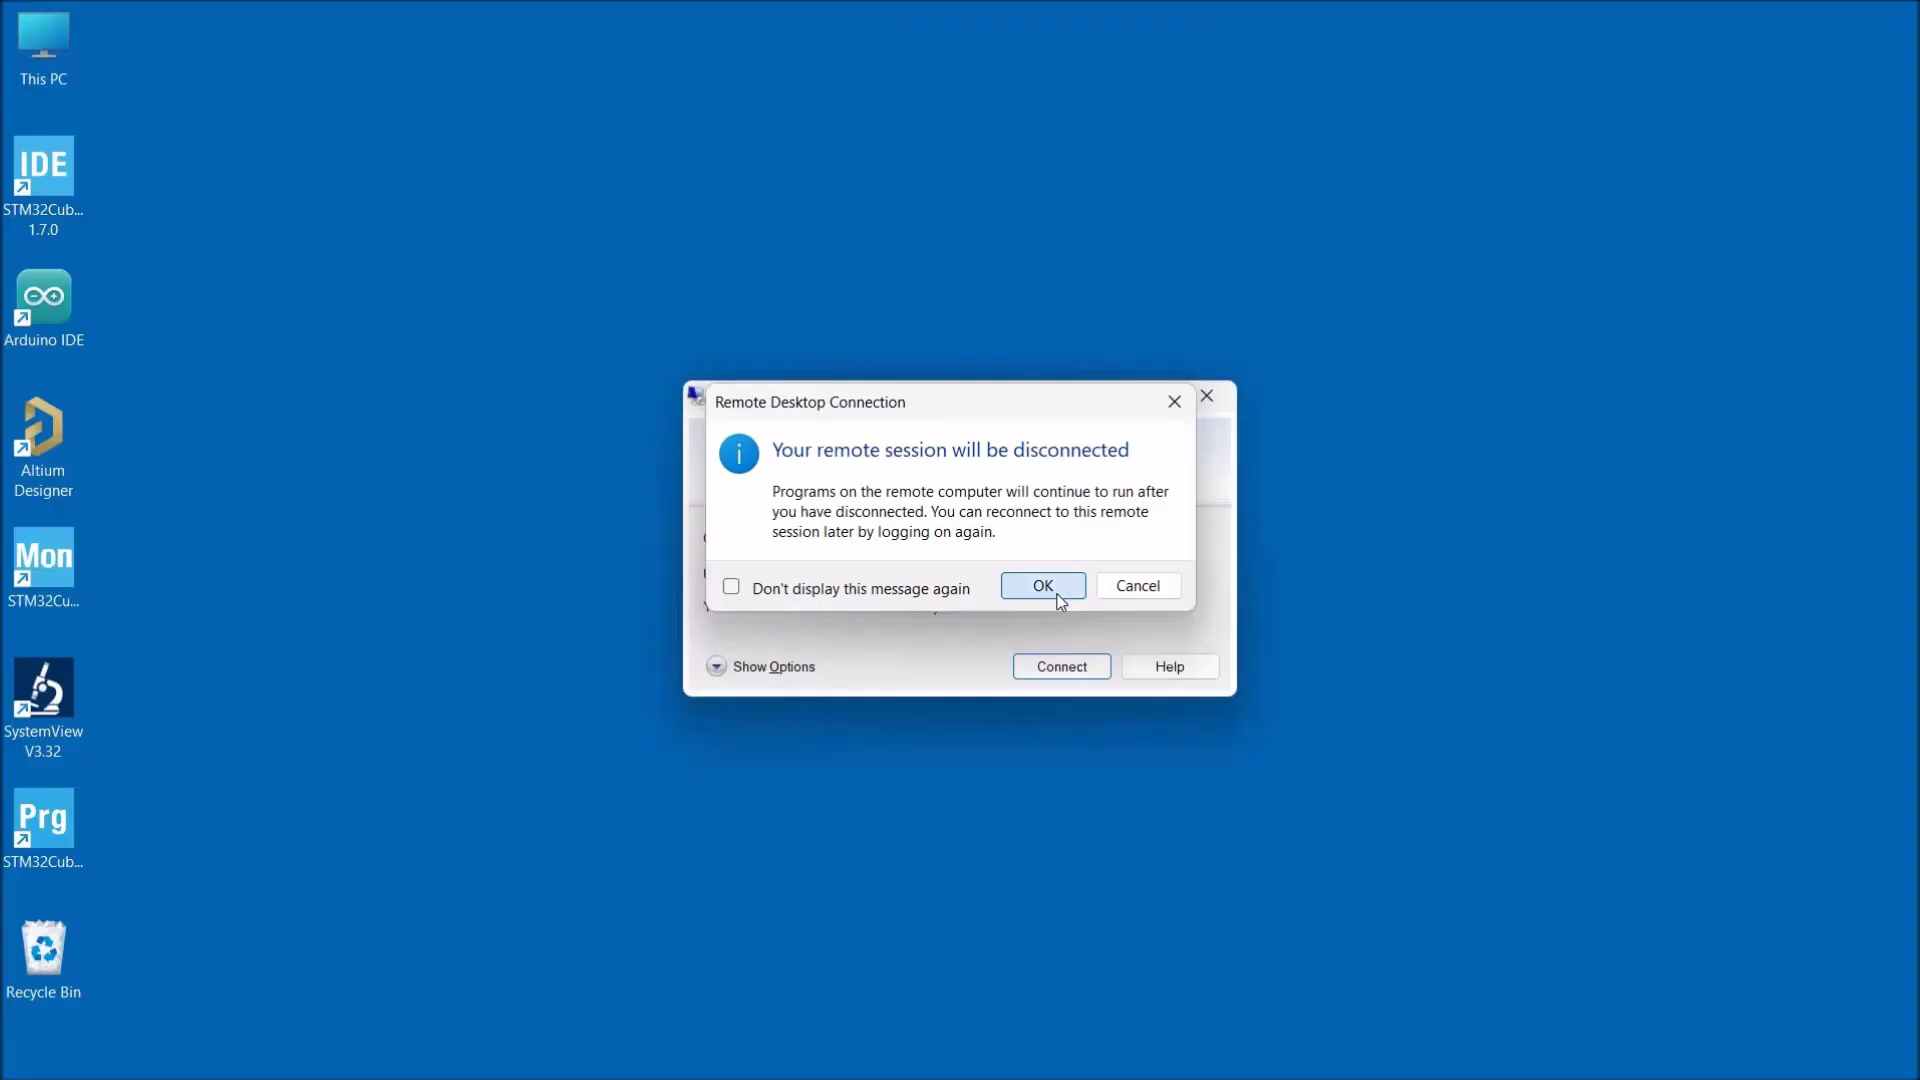 This PC
IDE
STM32Cub...
1.7.0
Arduino IDE
Altium
Designer
Mon
STM32Cu...
SystemView
V3.32
Prg
STM32Cub...
Recycle Bin
Remote Desktop Connection
Your remote session will be disconnected
Programs on the remote computer will continue to run after
you have disconnected. You can reconnect to this remote
session later by logging on again.
Don't display this message again
OK
Cancel
Show Options
Connect
Help